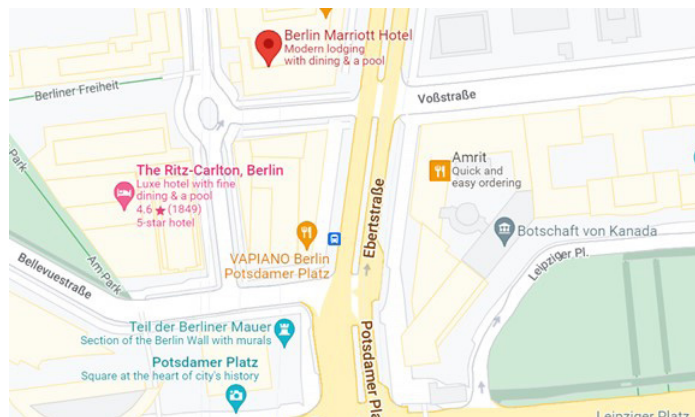 Berlin Marriott Hotel
Modern lodging
with dining & a pool
Berliner Freiheit
Voßstraße
Park
The Ritz-Carlton, Berlin
Luxe hotel with fine
dining & a pool
4.6 ★ (1849)
5-star hotel
Amrit
Quick and
easy ordering
Ebertstraße
Botschaft von Kanada
VAPIANO Berlin
Potsdamer Platz
Leipziger Pl.
Bellevuestraße
Am Park
Teil der Berliner Mauer
Section of the Berlin Wall with murals
Potsdamer Pla
Potsdamer Platz
Square at the heart of city's history
Leipziger Platz